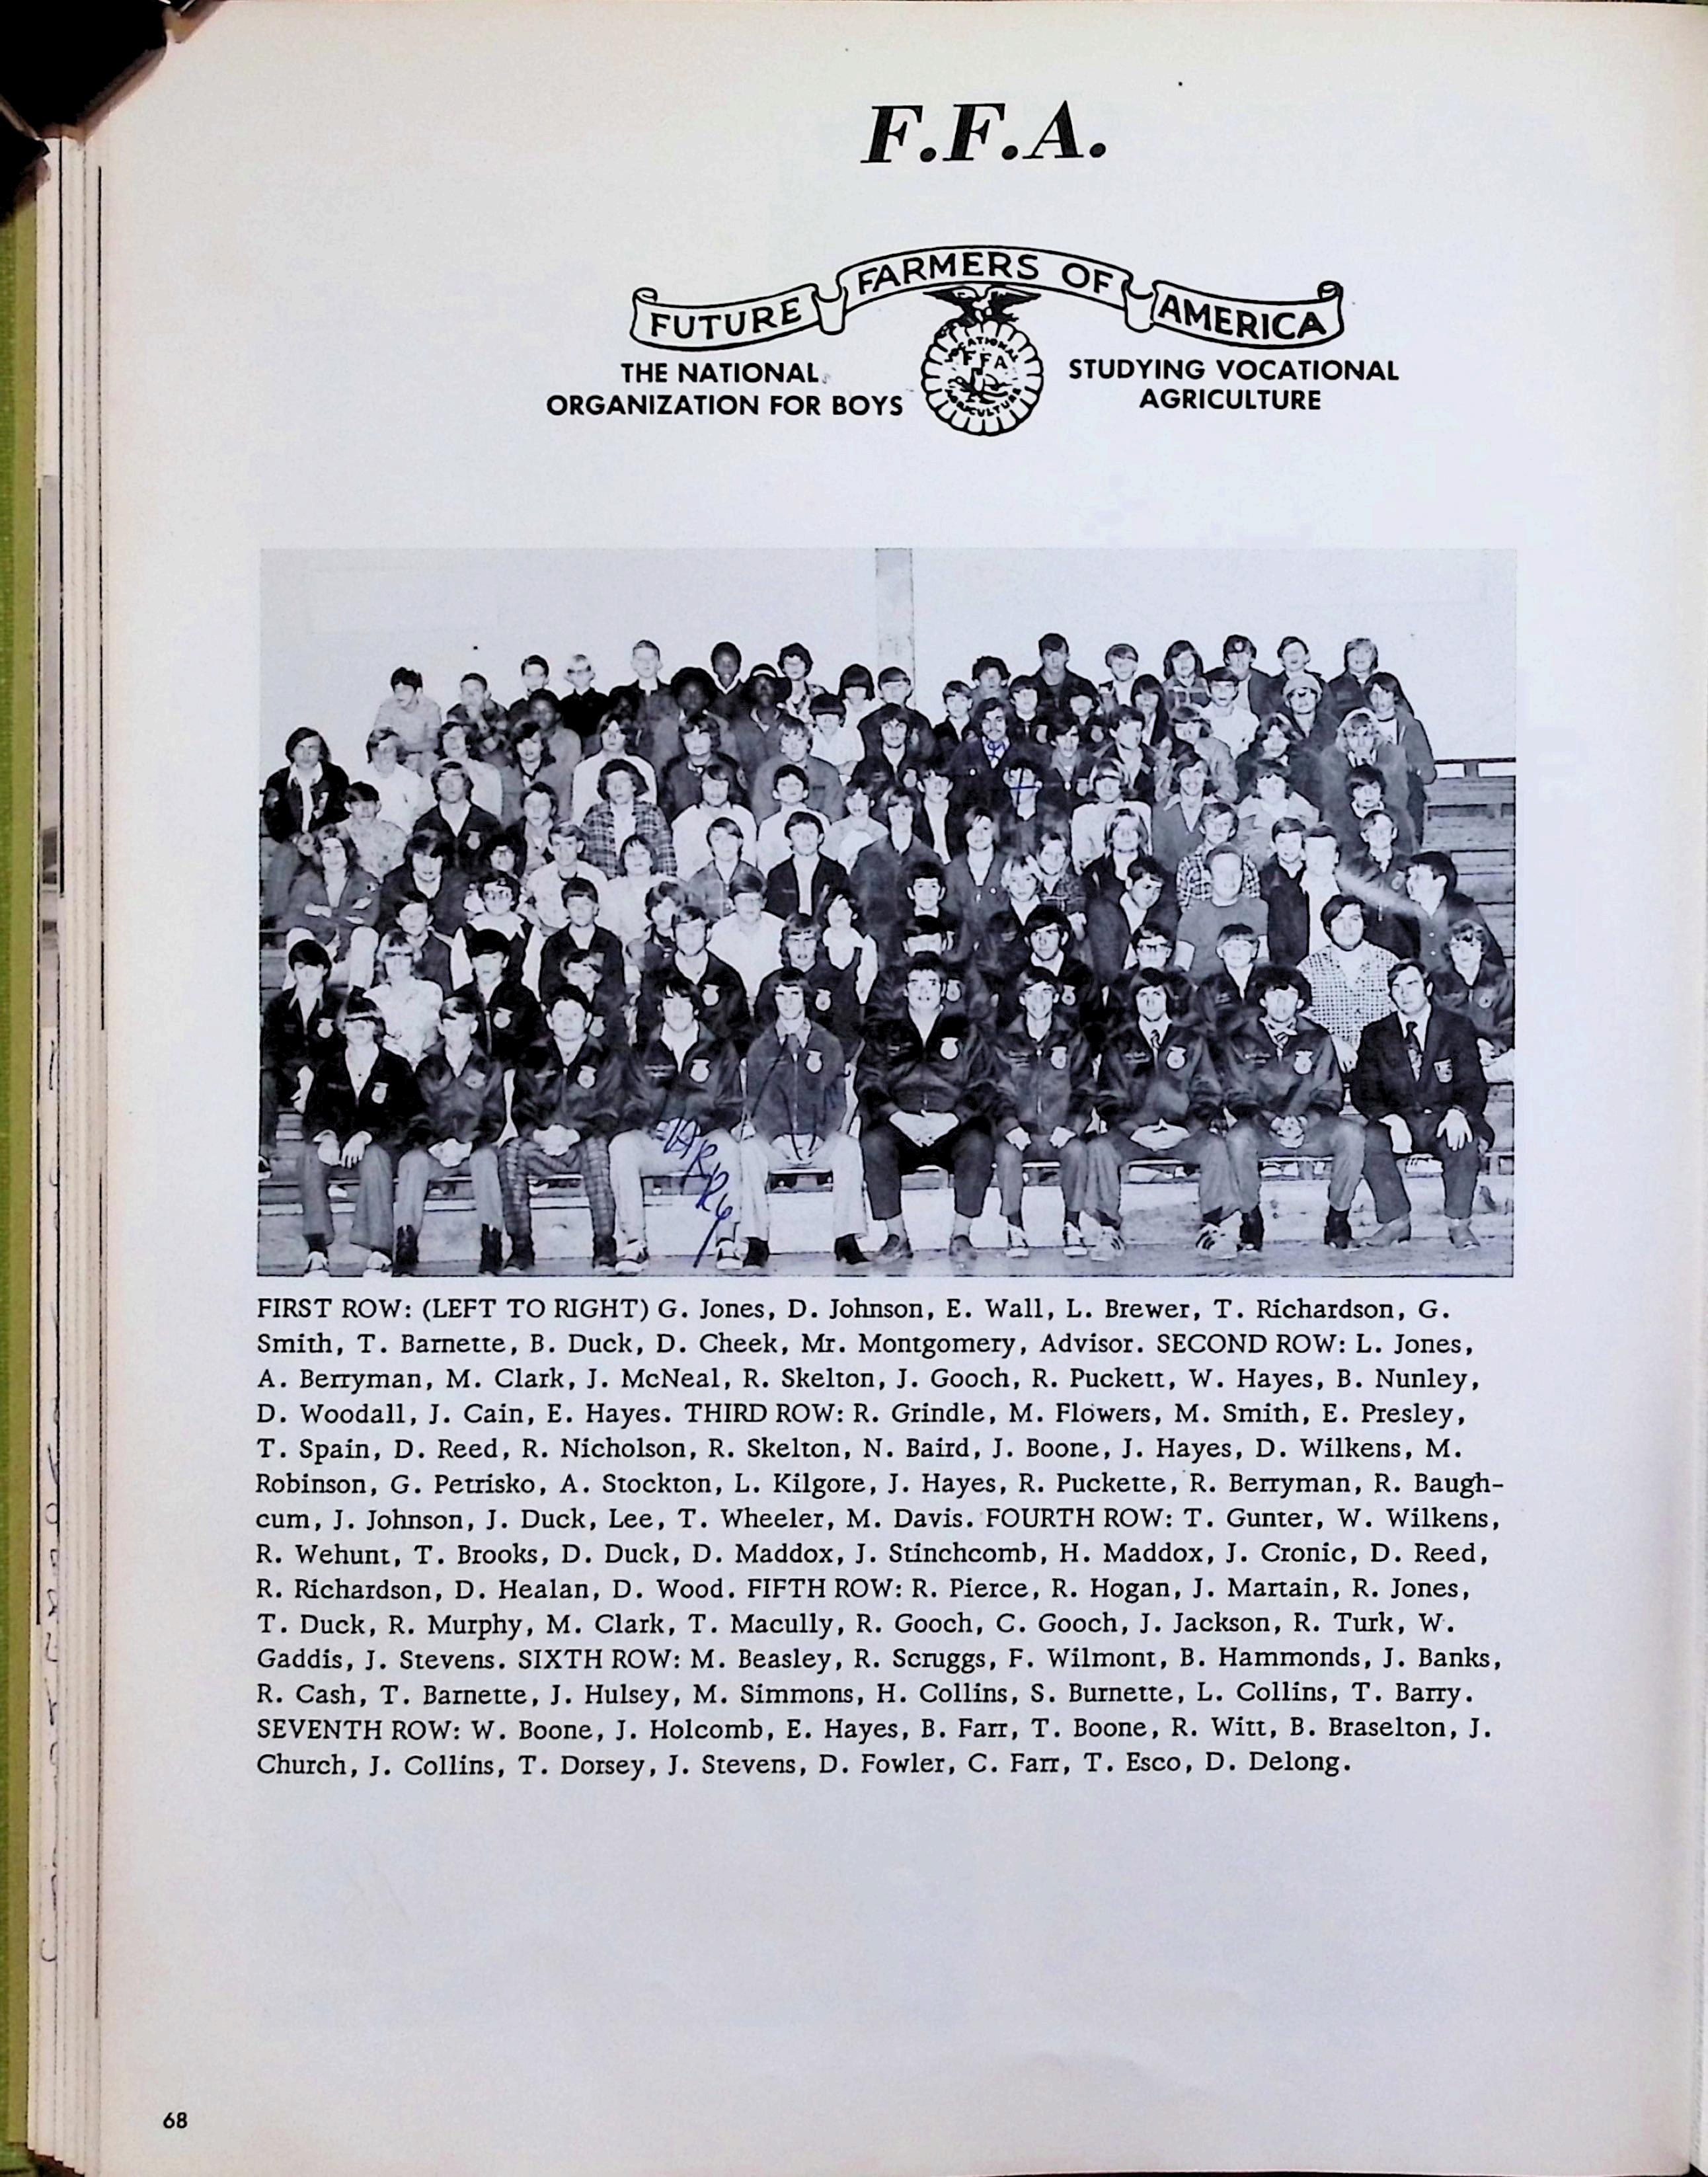 F.F.A.
FUTURE FARMERS OF AMERICA
THE NATIONAL
ORGANIZATION FOR BOYS
VOCATIONAL
FFA
AGRICULTURE
STUDYING VOCATIONAL
AGRICULTURE
LARRY
FIRST ROW: (LEFT TO RIGHT) G. Jones, D. Johnson, E. Wall, L. Brewer, T. Richardson, G.
Smith, T. Barnette, B. Duck, D. Cheek, Mr. Montgomery, Advisor. SECOND ROW: L. Jones,
A. Berryman, M. Clark, J. McNeal, R. Skelton, J. Gooch, R. Puckett, W. Hayes, B. Nunley,
D. Woodall, J. Cain, E. Hayes. THIRD ROW: R. Grindle, M. Flowers, M. Smith, E. Presley,
T. Spain, D. Reed, R. Nicholson, R. Skelton, N. Baird, J. Boone, J. Hayes, D. Wilkens, M.
Robinson, G. Petrisko, A. Stockton, L. Kilgore, J. Hayes, R. Puckette, R. Berryman, R. Baugh-
cum, J. Johnson, J. Duck, Lee, T. Wheeler, M. Davis. FOURTH ROW: T. Gunter, W. Wilkens,
R. Wehunt, T. Brooks, D. Duck, D. Maddox, J. Stinchcomb, H. Maddox, J. Cronic, D. Reed,
R. Richardson, D. Healan, D. Wood. FIFTH ROW: R. Pierce, R. Hogan, J. Martain, R. Jones,
T. Duck, R. Murphy, M. Clark, T. Macully, R. Gooch, C. Gooch, J. Jackson, R. Turk, W.
Gaddis, J. Stevens. SIXTH ROW: M. Beasley, R. Scruggs, F. Wilmont, B. Hammonds, J. Banks,
R. Cash, T. Barnette, J. Hulsey, M. Simmons, H. Collins, S. Burnette, L. Collins, T. Barry.
SEVENTH ROW: W. Boone, J. Holcomb, E. Hayes, B. Farr, T. Boone, R. Witt, B. Braselton, J.
Church, J. Collins, T. Dorsey, J. Stevens, D. Fowler, C. Farr, T. Esco, D. Delong.
68